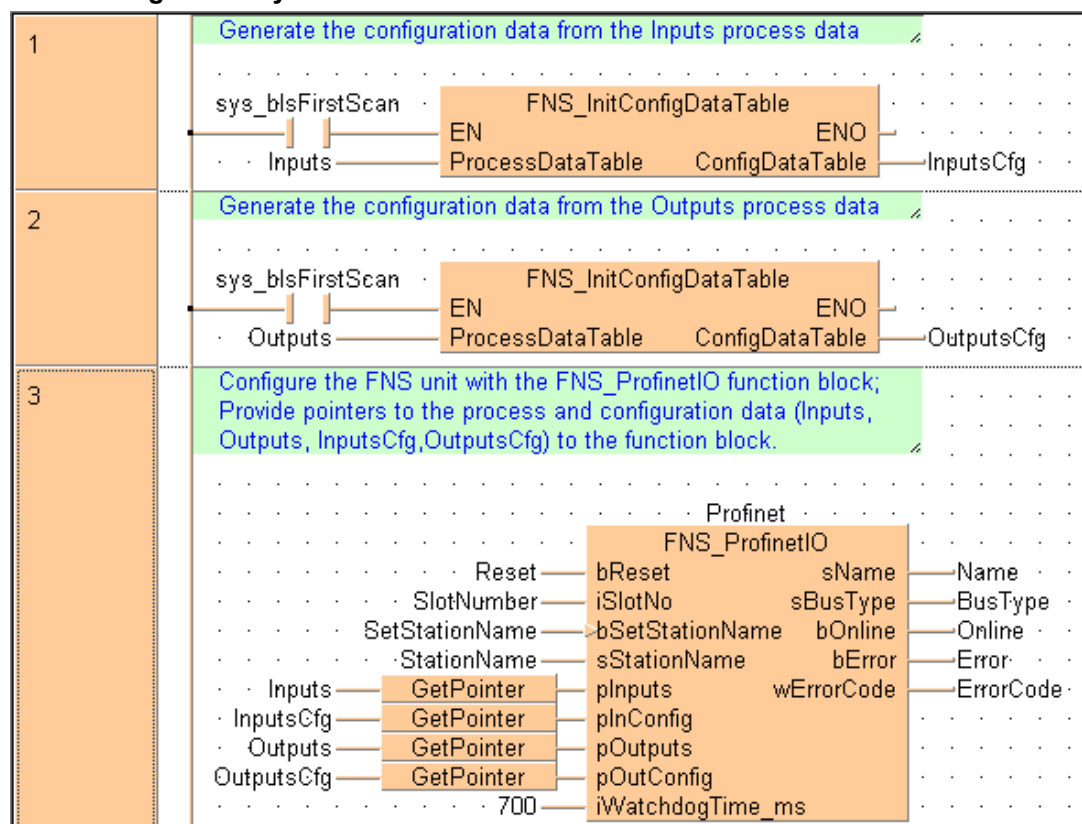 1
Generate the configuration data from the Inputs process data
sys_bIsFirstScan FNS_InitConfigDataTable
EN ENO
Inputs ProcessDataTable ConfigDataTable InputsCfg
2
Generate the configuration data from the Outputs process data
sys_bIsFirstScan FNS_InitConfigDataTable
EN ENO
Outputs ProcessDataTable ConfigDataTable OutputsCfg
3
Configure the FNS unit with the FNS_ProfinetIO function block;
Provide pointers to the process and configuration data (Inputs,
Outputs, InputsCfg,OutputsCfg) to the function block.
Profinet
FNS_ProfinetIO
Reset bReset sName Name
SlotNumber iSlotNo sBusType BusType
SetStationName bSetStationName bOnline Online
StationName sStationName bError Error
Inputs GetPointer pInputs wErrorCode ErrorCode
InputsCfg GetPointer pInConfig
Outputs GetPointer pOutputs
OutputsCfg GetPointer pOutConfig
700 iWatchdogTime_ms